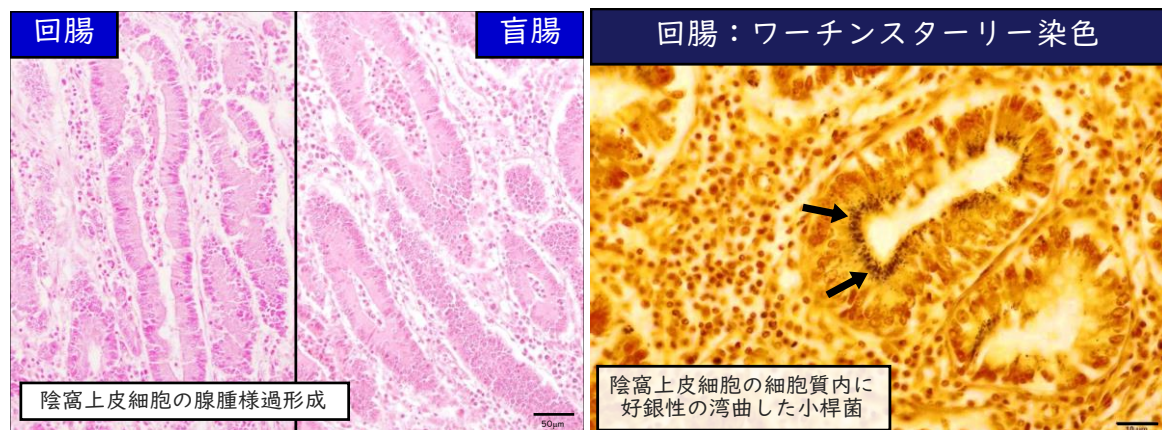 回腸
盲腸
陰窩上皮細胞の腺腫様過形成
50μm
回腸：ワーチンスターリー染色
陰窩上皮細胞の細胞質内に
好銀性の湾曲した小桿菌